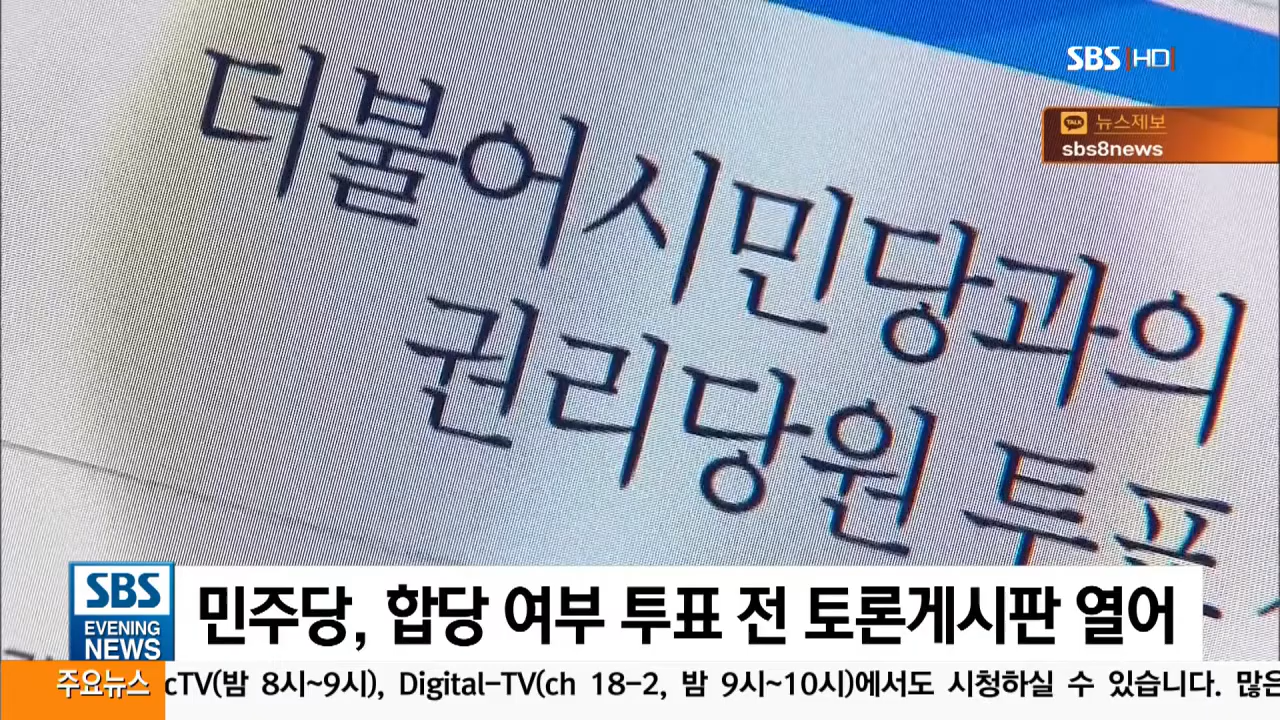 더불어시민당과의
권리당원 투표
SBS HD
TALK 뉴스제보
sbs8news
SBS
EVENING
NEWS
민주당, 합당 여부 투표 전 토론게시판 열어
주요뉴스 cTV(밤 8시~9시), Digital-TV(ch 18-2, 밤 9시~10시)에서도 시청하실 수 있습니다. 많은